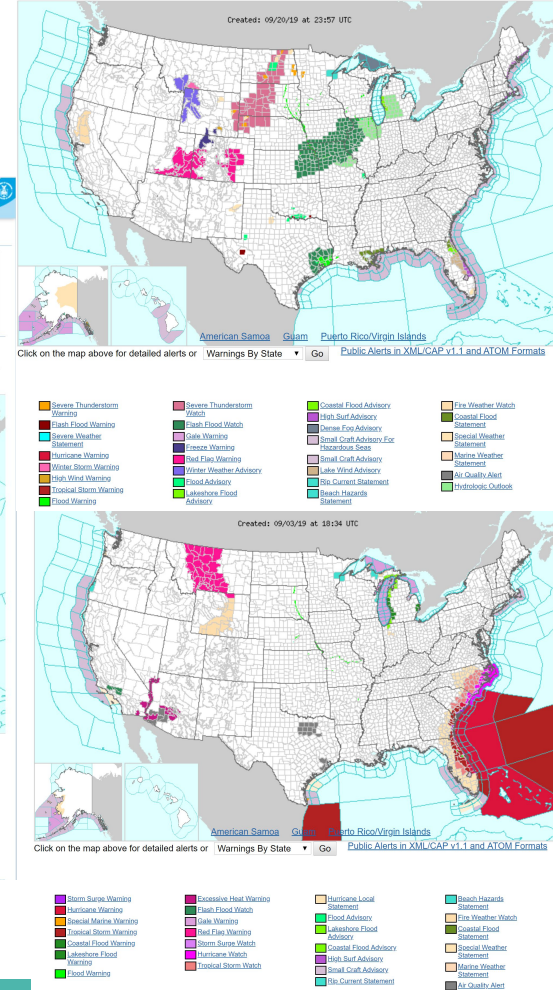 Created: 09/20/19 at 23:57 UTC
American Samoa Guam Puerto Rico/Virgin Islands
Click on the map above for detailed alerts or Warnings By State ▼ Go Public Alerts in XML/CAP v1.1 and ATOM Formats
Severe Thunderstorm
Warning
Flash Flood Warning
Severe Weather
Statement
Hurricane Warning
Winter Storm Warning
High Wind Warning
Tropical Storm Warning
Flood Warning
Severe Thunderstorm
Watch
Flash Flood Watch
Gale Warning
Freeze Warning
Red Flag Warning
Winter Weather Advisory
Flood Advisory
Lakeshore Flood
Advisory
Coastal Flood Advisory
High Surf Advisory
Dense Fog Advisory
Small Craft Advisory For
Hazardous Seas
Small Craft Advisory
Lake Wind Advisory
Rip Current Statement
Beach Hazards
Statement
Fire Weather Watch
Coastal Flood
Statement
Special Weather
Statement
Marine Weather
Statement
Air Quality Alert
Hydrologic Outlook
Created: 09/03/19 at 18:34 UTC
American Samoa Guam Puerto Rico/Virgin Islands
Click on the map above for detailed alerts or Warnings By State ▼ Go Public Alerts in XML/CAP v1.1 and ATOM Formats
Storm Surge Warning
Hurricane Warning
Special Marine Warning
Tropical Storm Warning
Coastal Flood Warning
Lakeshore Flood
Warning
Flood Warning
Excessive Heat Warning
Flash Flood Watch
Gale Warning
Red Flag Warning
Storm Surge Watch
Hurricane Watch
Tropical Storm Watch
Hurricane Local
Statement
Flood Advisory
Lakeshore Flood
Advisory
Coastal Flood Advisory
High Surf Advisory
Small Craft Advisory
Rip Current Statement
Beach Hazards
Statement
Fire Weather Watch
Coastal Flood
Statement
Special Weather
Statement
Marine Weather
Statement
Air Quality Alert